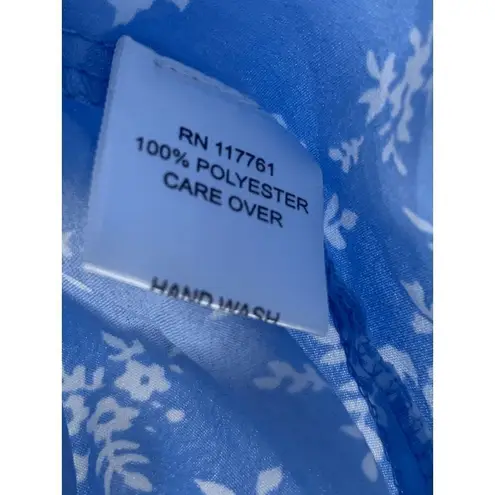 RN 117761
100% POLYESTER
CARE OVER
HAND WASH